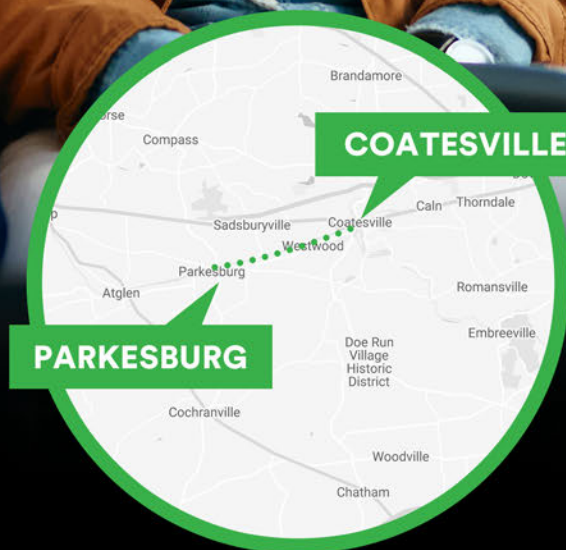 Brandamore
Compass
COATESVILLE
Sadsburyville
Coatesville
Caln
Thorndale
Westwood
Parkesburg
Atglen
Romansville
PARKESBURG
Embreeville
Doe Run
Village
Historic
District
Cochranville
Woodville
Chatham